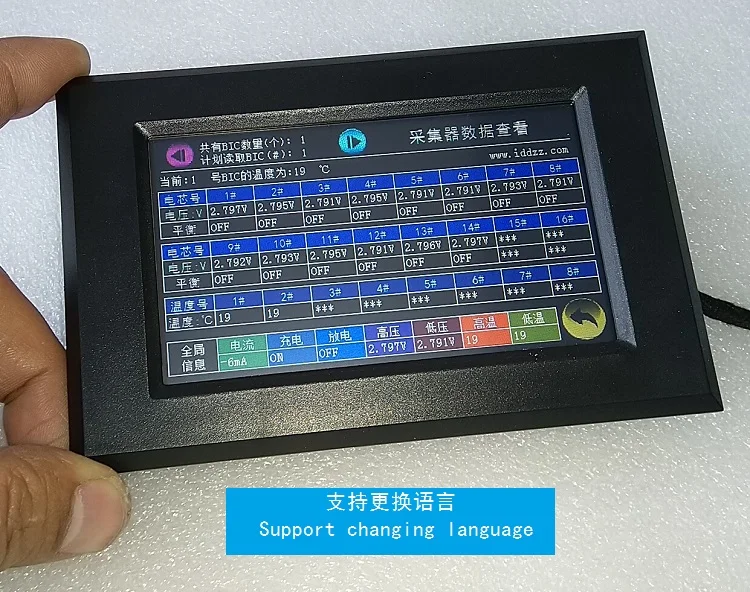 共有BIC数量(个): 1
计划读取BIC(#): 1
采集器数据查看
www.iddzz.com
当前:1 号BIC的温度为:19 ℃
电芯号 1# 2# 3# 4# 5# 6# 7# 8#
电压:V 2.797V 2.795V 2.791V 2.795V 2.791V 2.791V 2.793V 2.791V
平衡 OFF OFF OFF OFF OFF OFF OFF OFF
电芯号 9# 10# 11# 12# 13# 14# 15# 16#
电压:V 2.792V 2.793V 2.795V 2.791V 2.796V 2.797V *** ***
平衡 OFF OFF OFF OFF OFF OFF *** ***
温度号 1# 2# 3# 4# 5# 6# 7# 8#
温度:℃ 19 19 *** *** *** *** *** ***
全局信息 电流 充电 放电 高压 低压 高温 低温
-6mA ON OFF 2.797V 2.791V 19 19
支持更换语言
Support changing language